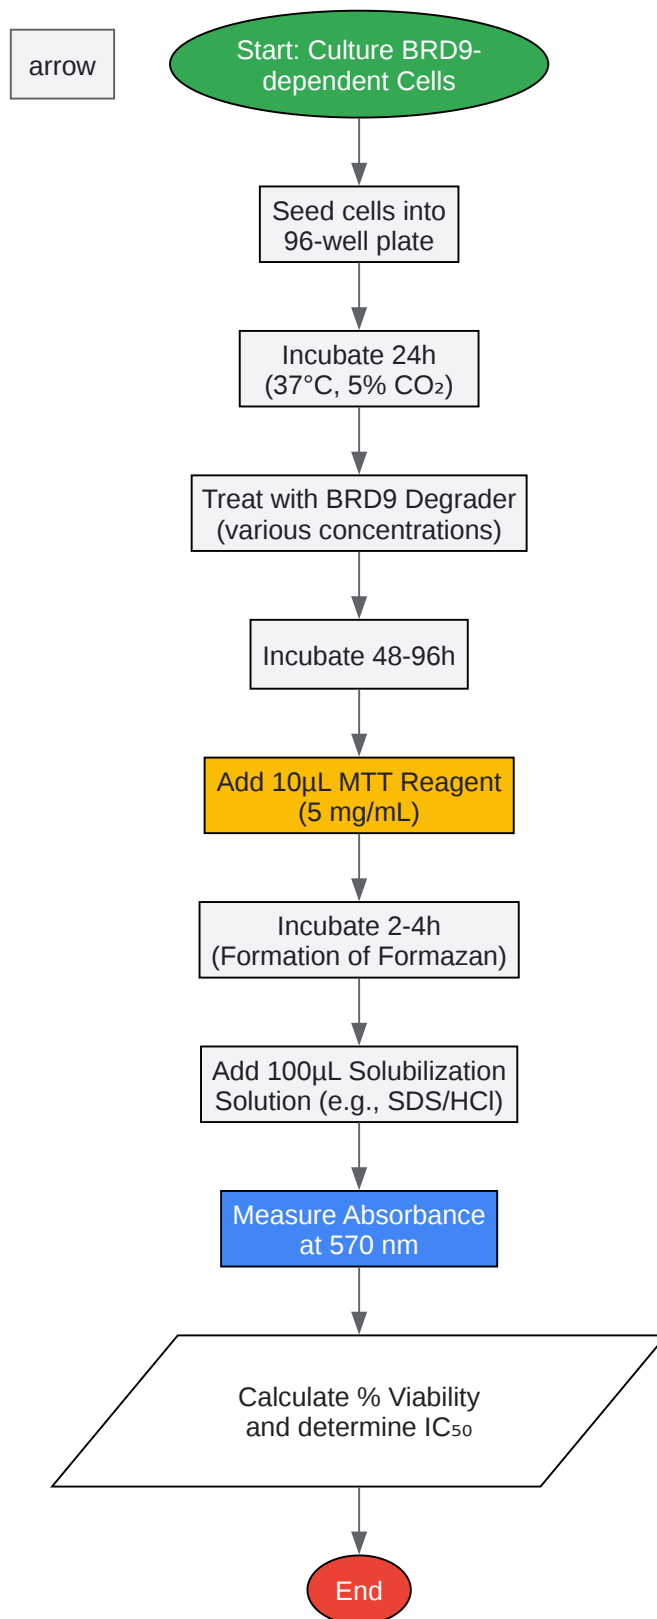 arrow
Start: Culture BRD9-
dependent Cells
Seed cells into
96-well plate
Incubate 24h
(37°C, 5% CO₂)
Treat with BRD9 Degrader
(various concentrations)
Incubate 48-96h
Add 10µL MTT Reagent
(5 mg/mL)
Incubate 2-4h
(Formation of Formazan)
Add 100µL Solubilization
Solution (e.g., SDS/HCl)
Measure Absorbance
at 570 nm
Calculate % Viability
and determine IC₅₀
End